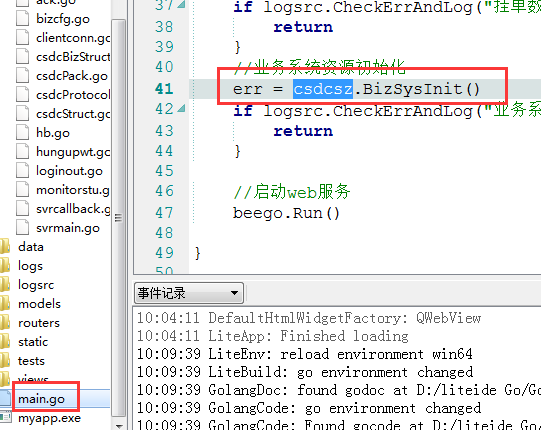 ack.go
bizcfg.go
clientconn.go
csdcBizStruct
csdcPack.go
csdcProtocol
csdcStruct.go
hb.go
hungupwt.go
loginout.go
monitorstu.g
svrcallback.g
svrmain.go
data
logs
logsrc
models
routers
static
tests
views
main.go
myapp.exe
37 if logsrc.CheckErrAndLog("挂单数
38 return
39 }
40 //业务系统资源初始化
41 err = csdcsz.BizSysInit()
42 if logsrc.CheckErrAndLog("业务系
43 return
44 }
45
46 //启动web服务
47 beego.Run()
48
49 }
50
事件记录
10:04:11 DefaultHtmlWidgetFactory: QWebView
10:04:11 LiteApp: Finished loading
10:09:39 LiteEnv: reload environment win64
10:09:39 LiteBuild: go environment changed
10:09:39 GolangDoc: found godoc at D:/liteide Go/Go
10:09:39 GolangCode: go environment changed
10:09:39 GolangCode: Found gocode at D:/liteide Go/